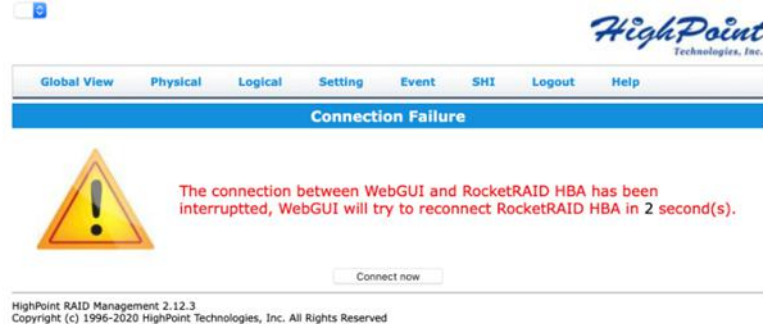 HighPoint
Technologies, Inc.
Global View Physical Logical Setting Event SHI Logout Help
Connection Failure
The connection between WebGUI and RocketRAID HBA has been
interruptted, WebGUI will try to reconnect RocketRAID HBA in 2 second(s).
Connect now
HighPoint RAID Management 2.12.3
Copyright (c) 1996-2020 HighPoint Technologies, Inc. All Rights Reserved